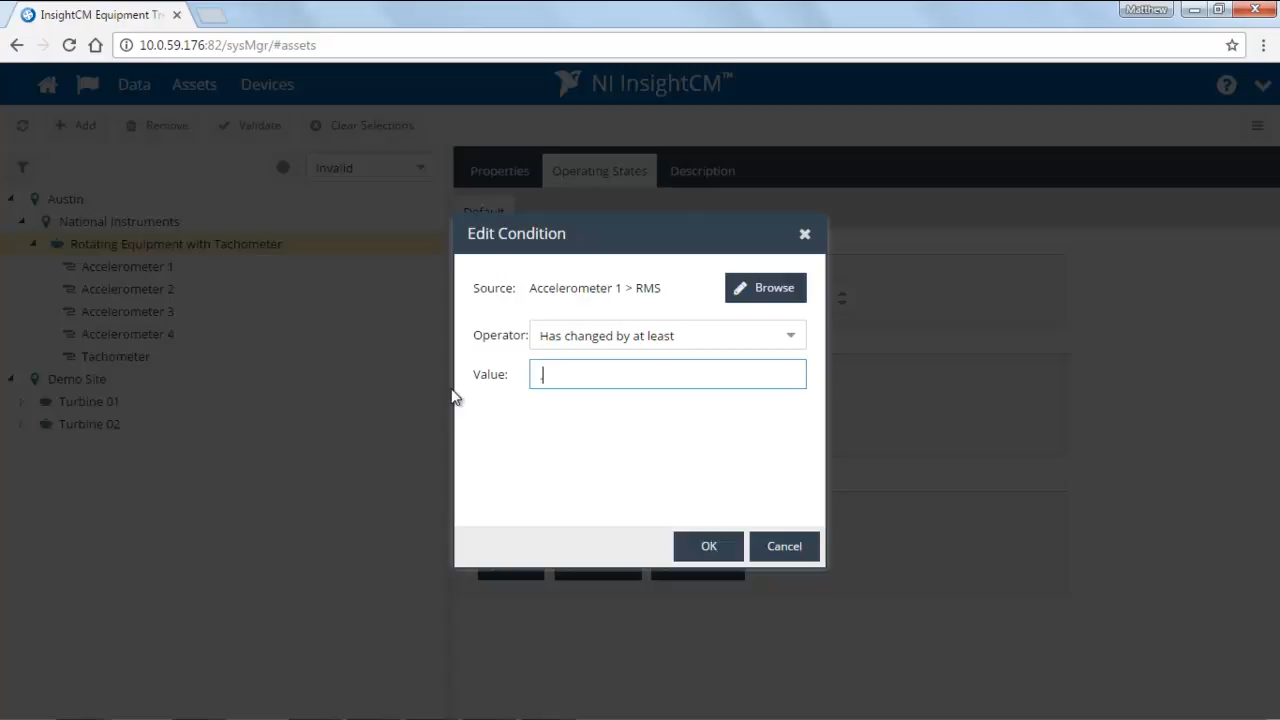 InsightCM Equipment Tr
Matthew
10.0.59.176:82/sysMgr/#assets
Data
Assets
Devices
NI InsightCM™
Add
Remove
Validate
Clear Selections
Invalid
Properties
Operating States
Description
Default
Austin
National Instruments
Rotating Equipment with Tachometer
Accelerometer 1
Accelerometer 2
Accelerometer 3
Accelerometer 4
Tachometer
Demo Site
Turbine 01
Turbine 02
Edit Condition
Source: Accelerometer 1 > RMS
Browse
Operator: Has changed by at least
Value: .
OK
Cancel